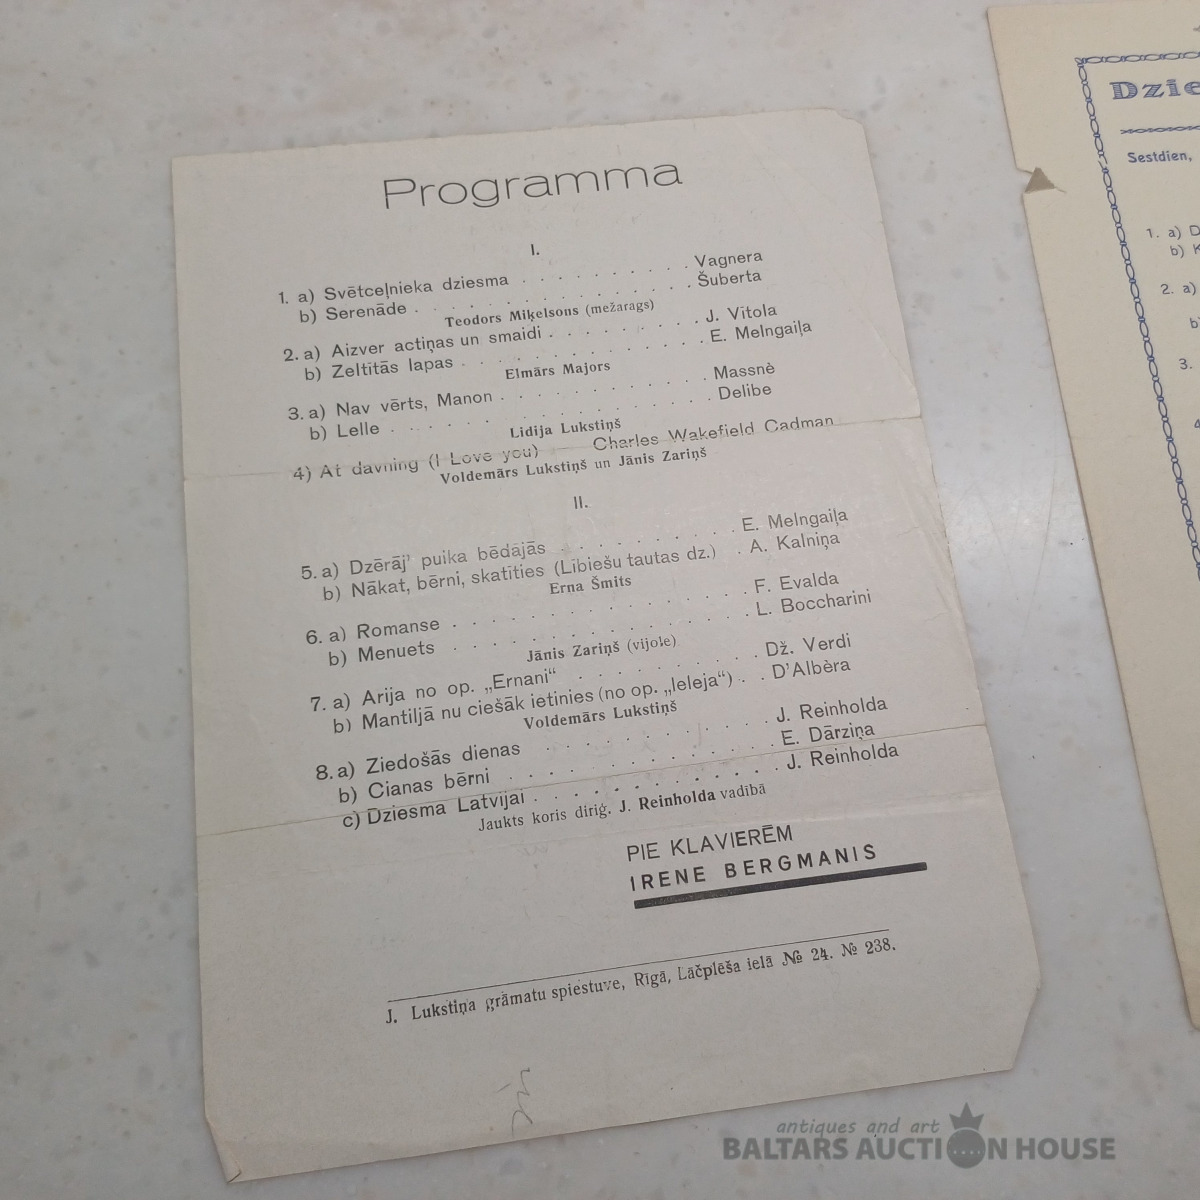 Programma
I.
1. a) Svētceļnieka dziesma . . . . . . . . Vagnera
b) Serenāde . . . . . . . . . . . . Šuberta
Teodors Miķelsons (mežarags)
2. a) Aizver actiņas un smaidi . . . . . . . J. Vītola
b) Zeltītās lapas . . . . . . . . . . . E. Melngaiļa
Elmārs Majors
3. a) Nav vērts, Manon . . . . . . . . . Massnè
b) Lelle . . . . . . . . . . . . . Delibe
Lidija Lukstiņš
4) At davning (I Love you) — Charles Wakefield Cadman
Voldemārs Lukstiņš un Jānis Zariņš
II.
5. a) Dzērāj' puika bēdājās . . . . . . . . E. Melngaiļa
b) Nākat, bērni, skatīties (Lībiešu tautas dz.) . A. Kalniņa
Erna Šmits
6. a) Romanse . . . . . . . . . . . . F. Evalda
b) Menuets . . . . . . . . . . . . L. Boccharini
Jānis Zariņš (vijole)
7. a) Arija no op. „Ernani“ . . . . . . . . Dž. Verdi
b) Mantiljā nu ciešāk ietinies (no op. „Ieleja“) . . D'Albèra
Voldemārs Lukstiņš
8. a) Ziedošās dienas . . . . . . . . . J. Reinholda
b) Cianas bērni . . . . . . . . . . E. Dārziņa
c) Dziesma Latvijai . . . . . . . . . J. Reinholda
Jaukts koris diriģ. J. Reinholda vadībā
PIE KLAVIERĒM
IRENE BERGMANIS
J. Lukstiņa grāmatu spiestuve, Rīgā, Lāčplēša ielā № 24. № 238.
Dzie
Sestdien,
1. a) D
b) K
2. a)
b)
3.
4
antiques and art
BALTARS AUCTION HOUSE